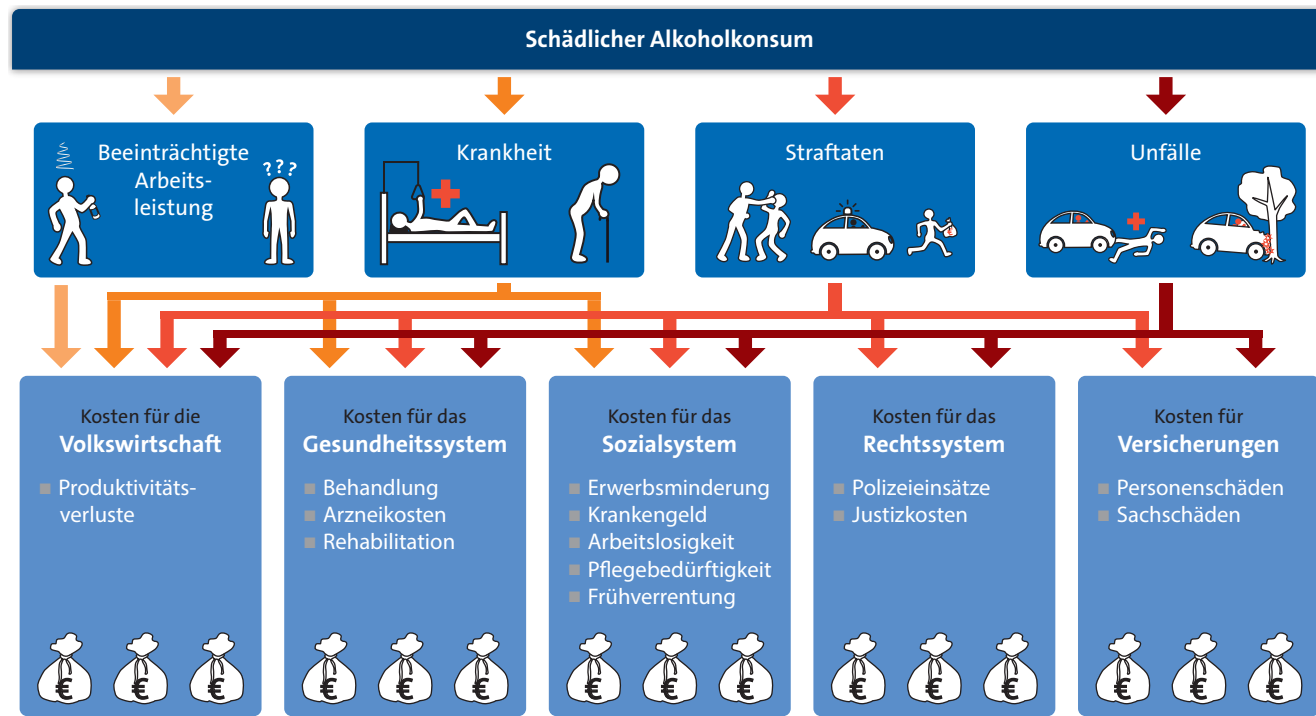 Schädlicher Alkoholkonsum
Beeinträchtigte
Arbeits-
leistung
???
Krankheit
Straftaten
Unfälle
Kosten für die
Volkswirtschaft
Produktivitäts-
verluste
€ € €
Kosten für das
Gesundheitssystem
Behandlung
Arzneikosten
Rehabilitation
€ € €
Kosten für das
Sozialsystem
Erwerbsminderung
Krankengeld
Arbeitslosigkeit
Pflegebedürftigkeit
Frühverrentung
€ € €
Kosten für das
Rechtssystem
Polizeieinsätze
Justizkosten
€ € €
Kosten für
Versicherungen
Personenschäden
Sachschäden
€ € €